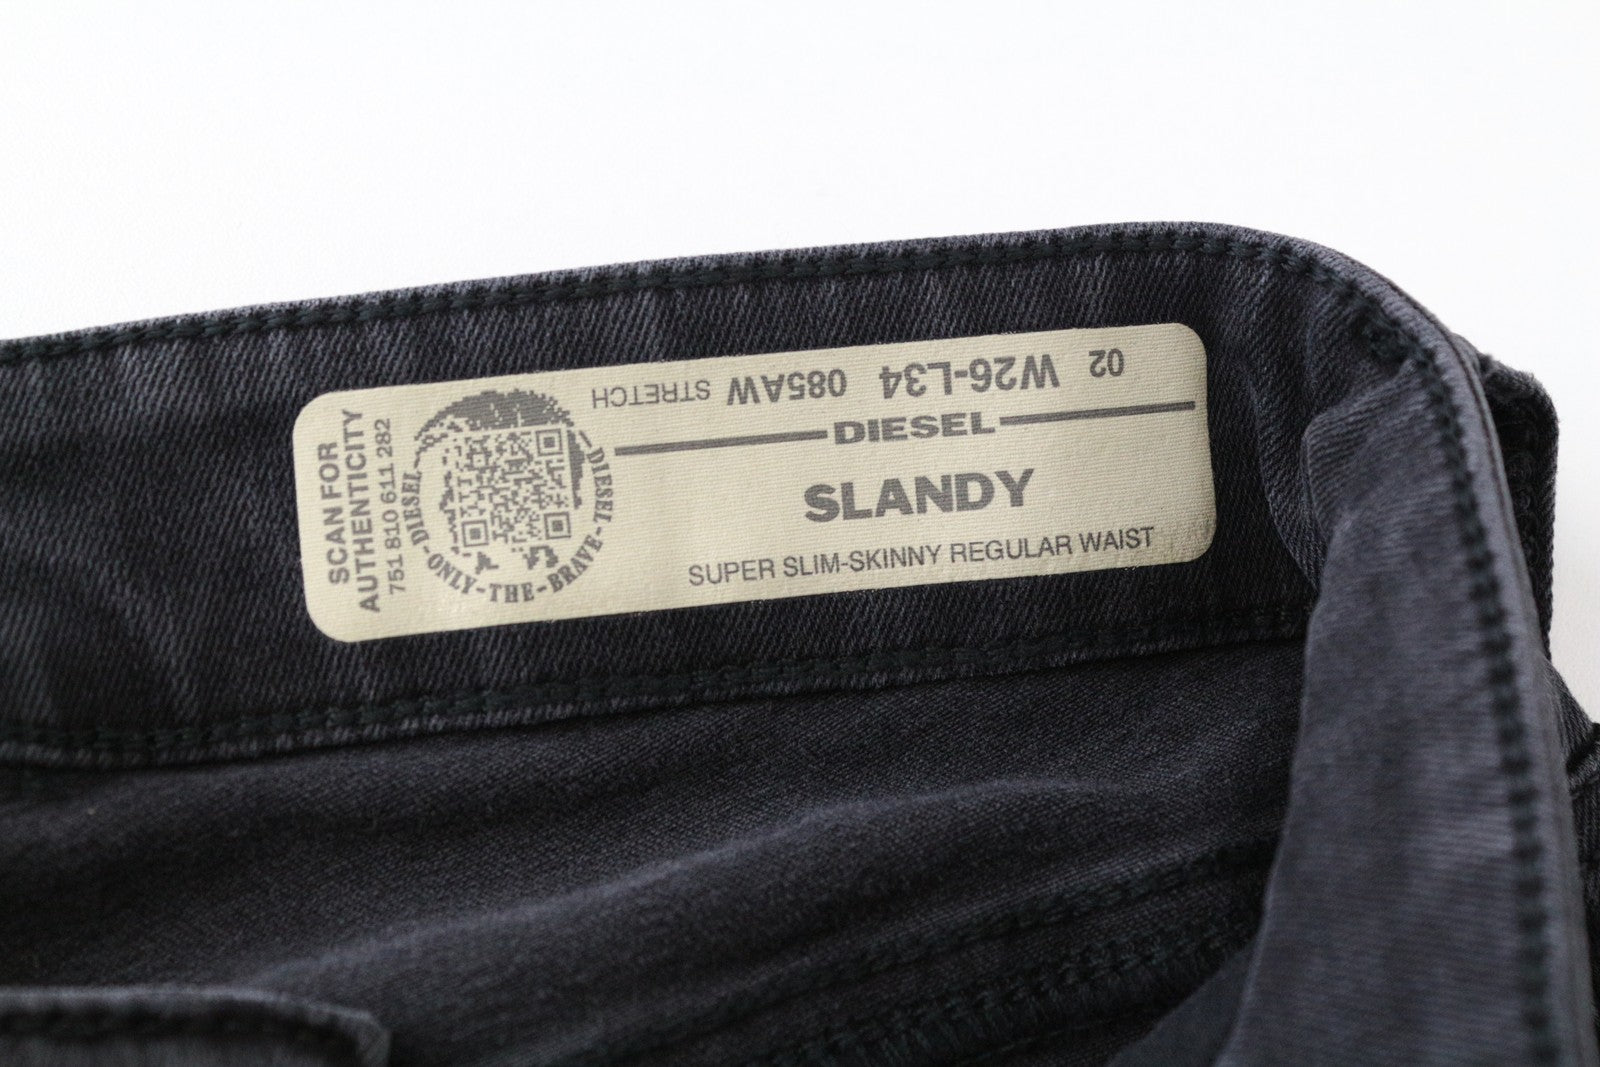 SCAN FOR
AUTHENTICITY
751 810 611 282
DIESEL-ONLY-THE-BRAVE-DIESEL
02 W26-L34 085AW STRETCH
DIESEL
SLANDY
SUPER SLIM-SKINNY REGULAR WAIST